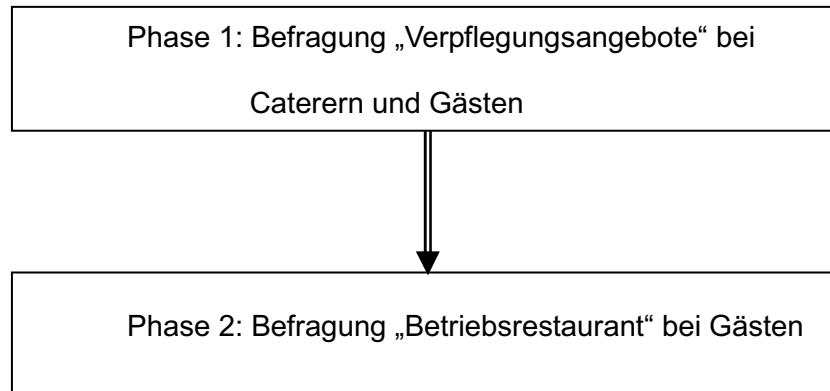 Phase 1: Befragung „Verpflegungsangebote“ bei
Caterern und Gästen
Phase 2: Befragung „Betriebsrestaurant“ bei Gästen